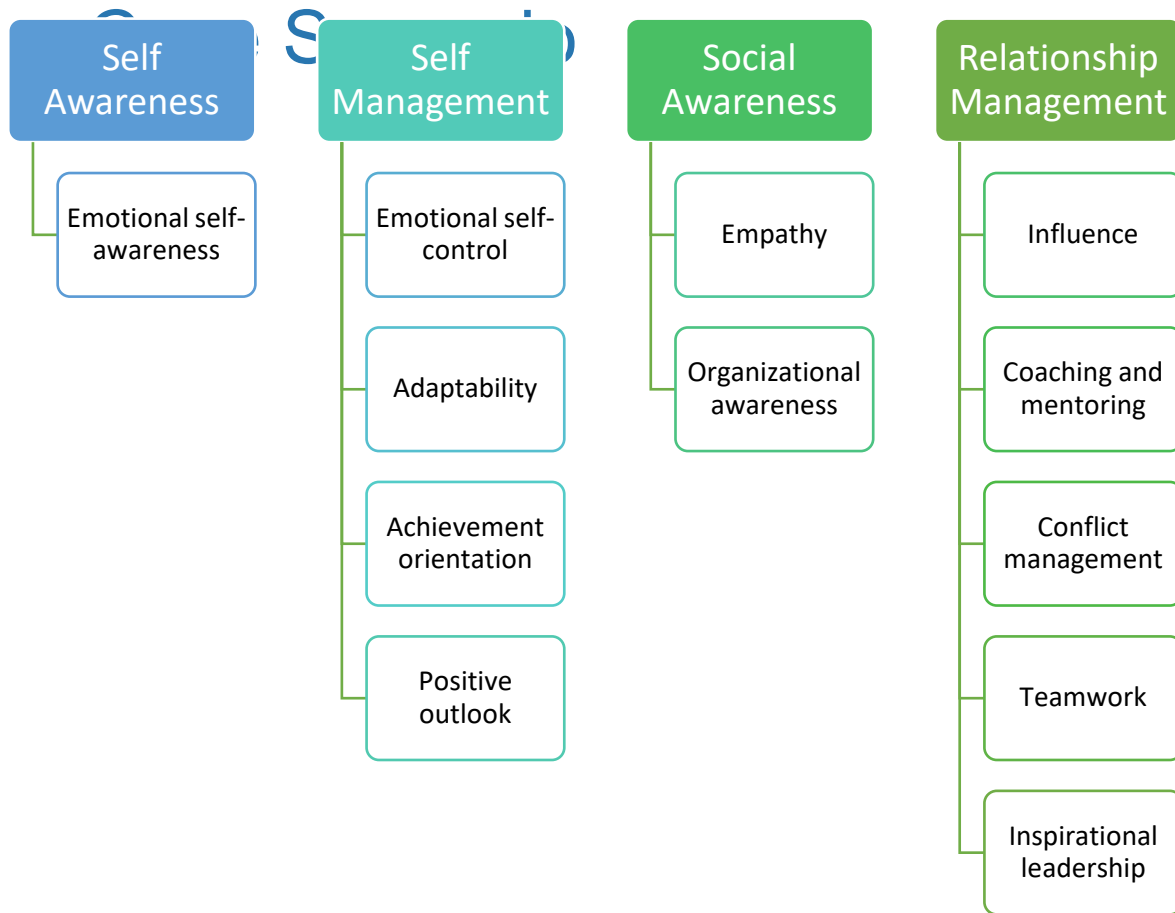 Self
Awareness
Emotional self-
awareness
Self
Management
Emotional self-
control
Adaptability
Achievement
orientation
Positive
outlook
Social
Awareness
Empathy
Organizational
awareness
Relationship
Management
Influence
Coaching and
mentoring
Conflict
management
Teamwork
Inspirational
leadership